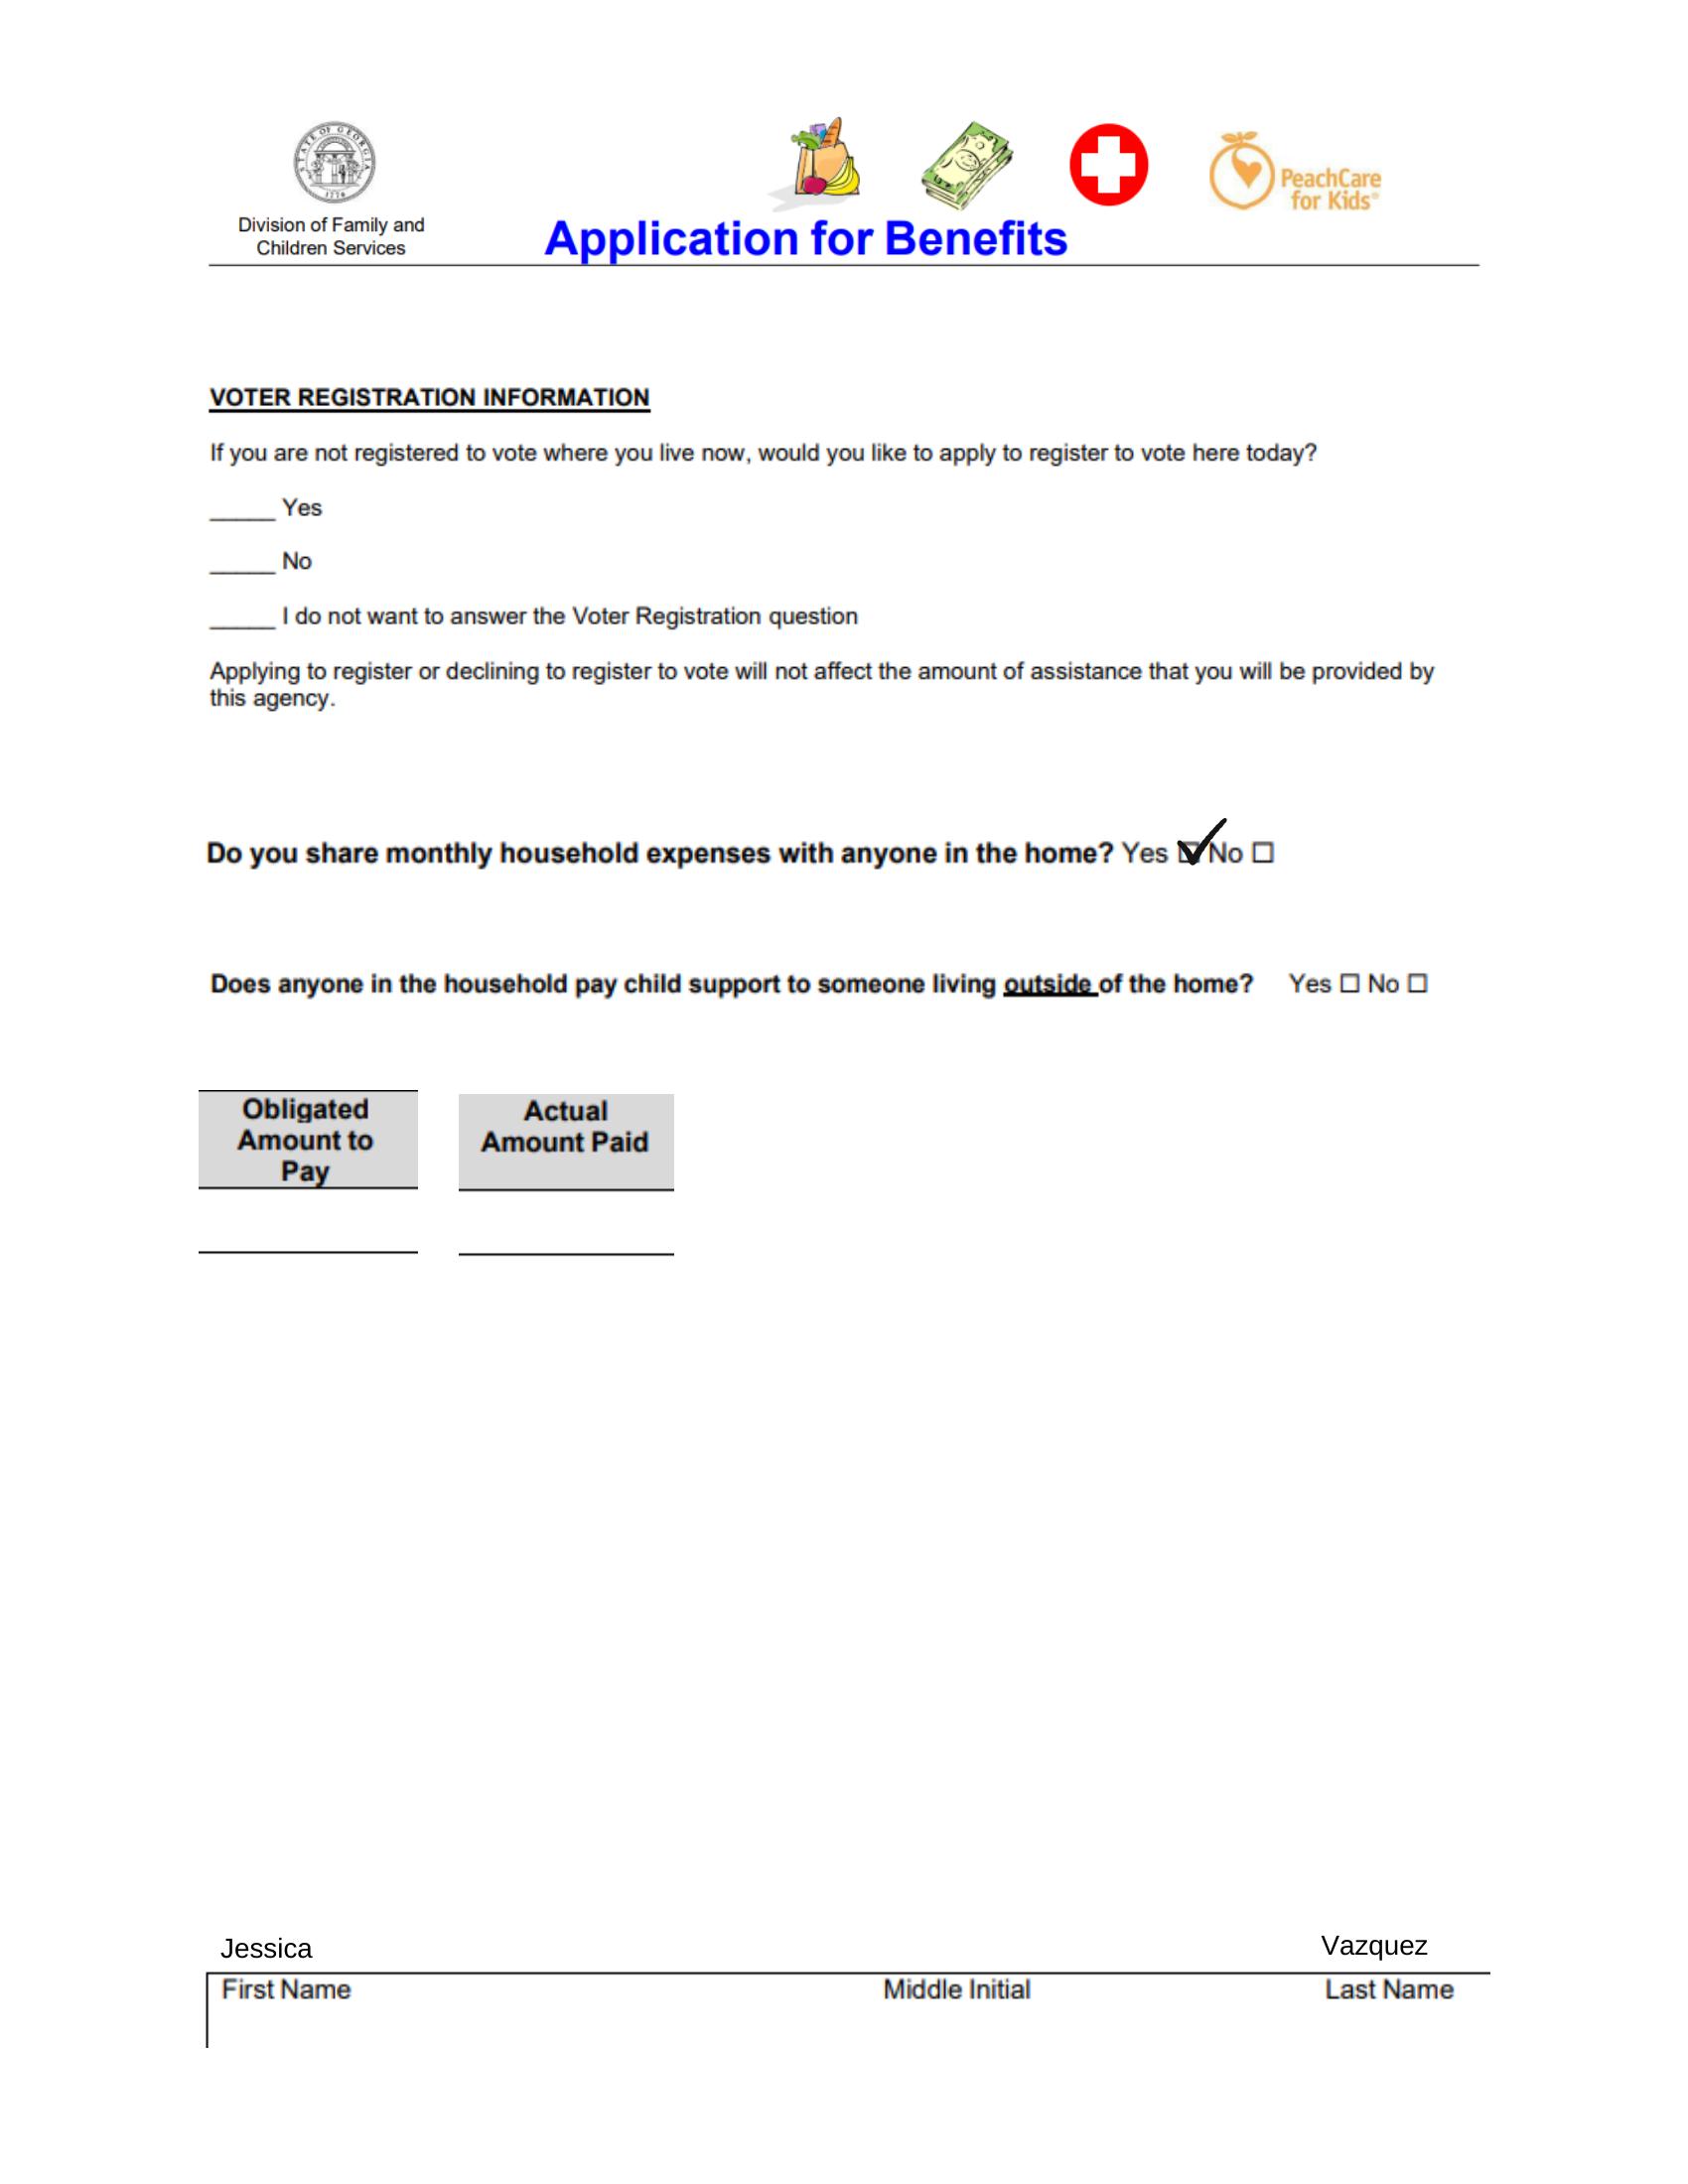 STATE OF GEORGIA
1776
PeachCare
for Kids®
Division of Family and
Children Services
Application for Benefits
VOTER REGISTRATION INFORMATION
If you are not registered to vote where you live now, would you like to apply to register to vote here today?
_____ Yes
_____ No
_____ I do not want to answer the Voter Registration question
Applying to register or declining to register to vote will not affect the amount of assistance that you will be provided by
this agency.
Do you share monthly household expenses with anyone in the home? Yes ☑ No ☐
Does anyone in the household pay child support to someone living outside of the home? Yes ☐ No ☐
Obligated
Amount to
Pay
Actual
Amount Paid
Jessica Vazquez
First Name Middle Initial Last Name